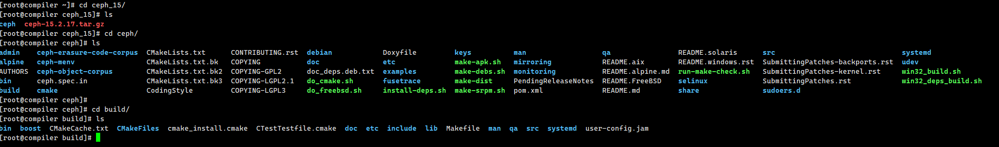 [root@compiler ~]# cd ceph_15/
[root@compiler ceph_15]# ls
ceph  ceph-15.2.17.tar.gz
[root@compiler ceph_15]# cd ceph/
[root@compiler ceph]# ls
admin    ceph-erasure-code-corpus  CMakeLists.txt      CONTRIBUTING.rst  debian            Doxyfile         keys          man                  qa                README.solaris     src                           systemd
alpine   ceph-menv                 CMakeLists.txt.bk   COPYING           doc               etc              make-apk.sh   mirroring            README.aix        README.windows.rst SubmittingPatches-backports.rst  udev
AUTHORS  ceph-object-corpus        CMakeLists.txt.bk2  COPYING-GPL2      doc_deps.deb.txt  examples         make-debs.sh  monitoring           README.alpine.md  run-make-check.sh  SubmittingPatches-kernel.rst  win32_build.sh
bin      ceph.spec.in              CMakeLists.txt.bk3  COPYING-LGPL2.1   do_cmake.sh       fusetrace        make-dist     PendingReleaseNotes  README.FreeBSD    selinux            SubmittingPatches.rst         win32_deps_build.sh
build    cmake                     CodingStyle         COPYING-LGPL3     do_freebsd.sh     install-deps.sh  make-srpm.sh  pom.xml              README.md         share              sudoers.d
[root@compiler ceph]#
[root@compiler ceph]# cd build/
[root@compiler build]# ls
bin  boost  CMakeCache.txt  CMakeFiles  cmake_install.cmake  CTestTestfile.cmake  doc  etc  include  lib  Makefile  man  qa  src  systemd  user-config.jam
[root@compiler build]#